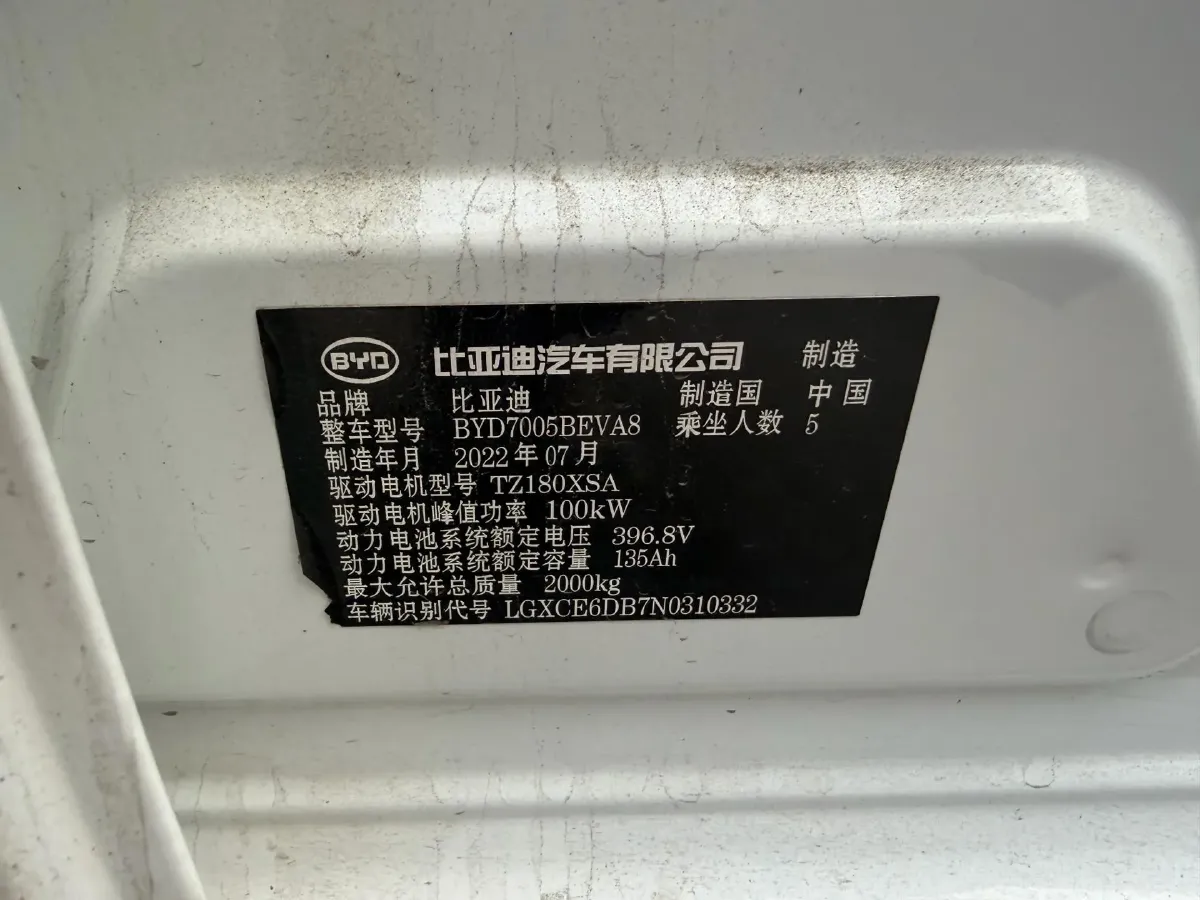 BYD 比亚迪汽车有限公司 制造
品牌 比亚迪 制造国 中国
整车型号 BYD7005BEVA8 乘坐人数 5
制造年月 2022年07月
驱动电机型号 TZ180XSA
驱动电机峰值功率 100kW
动力电池系统额定电压 396.8V
动力电池系统额定容量 135Ah
最大允许总质量 2000kg
车辆识别代号 LGXCE6DB7N0310332